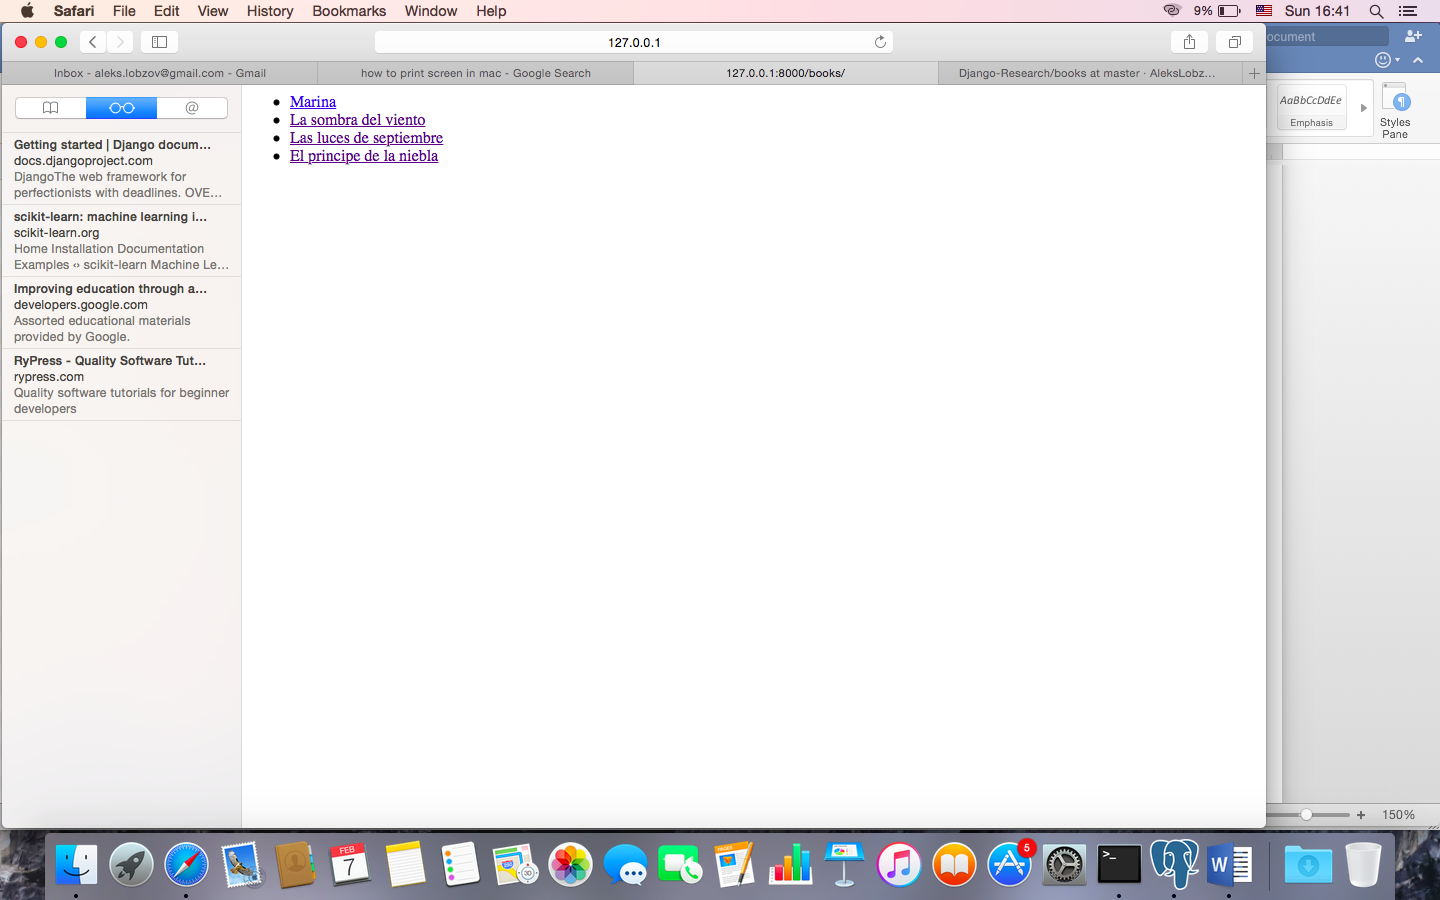 Safari File Edit View History Bookmarks Window Help 9% Sun 16:41
127.0.0.1
ocument
Inbox - aleks.lobzov@gmail.com - Gmail
how to print screen in mac - Google Search
127.0.0.1:8000/books/
Django-Research/books at master · AleksLobz...
@
Getting started | Django docum...
docs.djangoproject.com
DjangoThe web framework for
perfectionists with deadlines. OVE...
scikit-learn: machine learning i...
scikit-learn.org
Home Installation Documentation
Examples ‹› scikit-learn Machine Le...
Improving education through a...
developers.google.com
Assorted educational materials
provided by Google.
RyPress - Quality Software Tut...
rypress.com
Quality software tutorials for beginner
developers
• Marina
• La sombra del viento
• Las luces de septiembre
• El principe de la niebla
AaBbCcDdEe
Emphasis
Styles
Pane
150%
FEB
7
3D
PAGES
5
>_
W